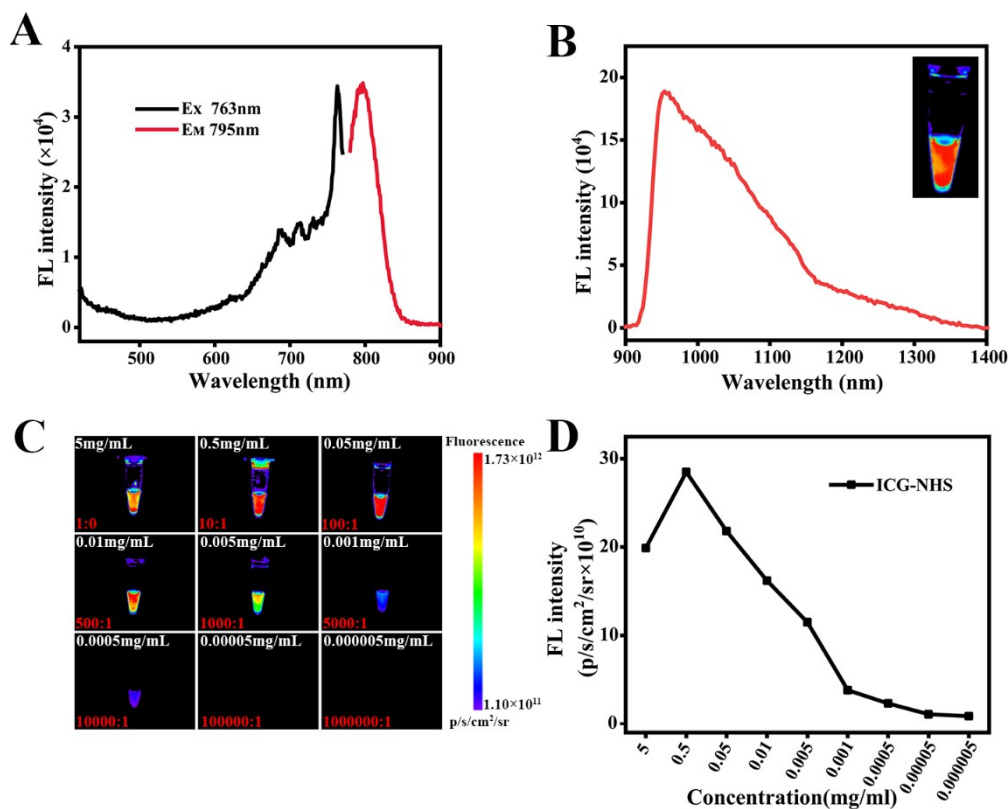 A
FL intensity (×10⁴)
4
3
2
1
0
500
600
700
800
900
Wavelength (nm)
Ex 763nm
EM 795nm
B
FL intensity (10⁴)
20
15
10
5
0
900
1000
1100
1200
1300
1400
Wavelength (nm)
C
5mg/mL
0.5mg/mL
0.05mg/mL
1:0
10:1
100:1
0.01mg/mL
0.005mg/mL
0.001mg/mL
500:1
1000:1
5000:1
0.0005mg/mL
0.00005mg/mL
0.000005mg/mL
10000:1
100000:1
1000000:1
Fluorescence
1.73×10¹²
1.10×10¹¹
p/s/cm²/sr
D
FL intensity
(p/s/cm²/sr×10¹⁰)
30
20
10
0
ICG-NHS
5
0.5
0.05
0.01
0.005
0.001
0.0005
0.00005
0.000005
Concentration(mg/ml)